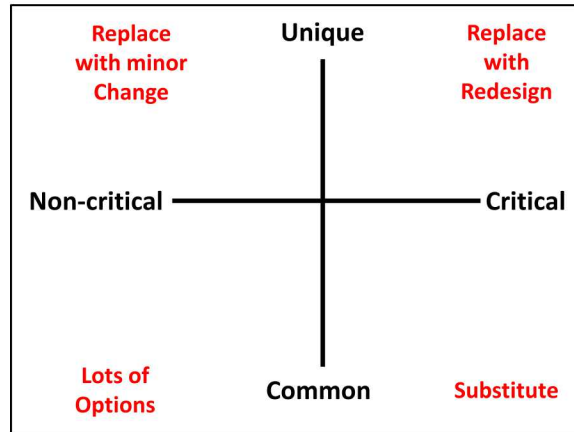 Replace
with minor
Change
Unique
Replace
with
Redesign
Non-critical
Critical
Lots of
Options
Common
Substitute